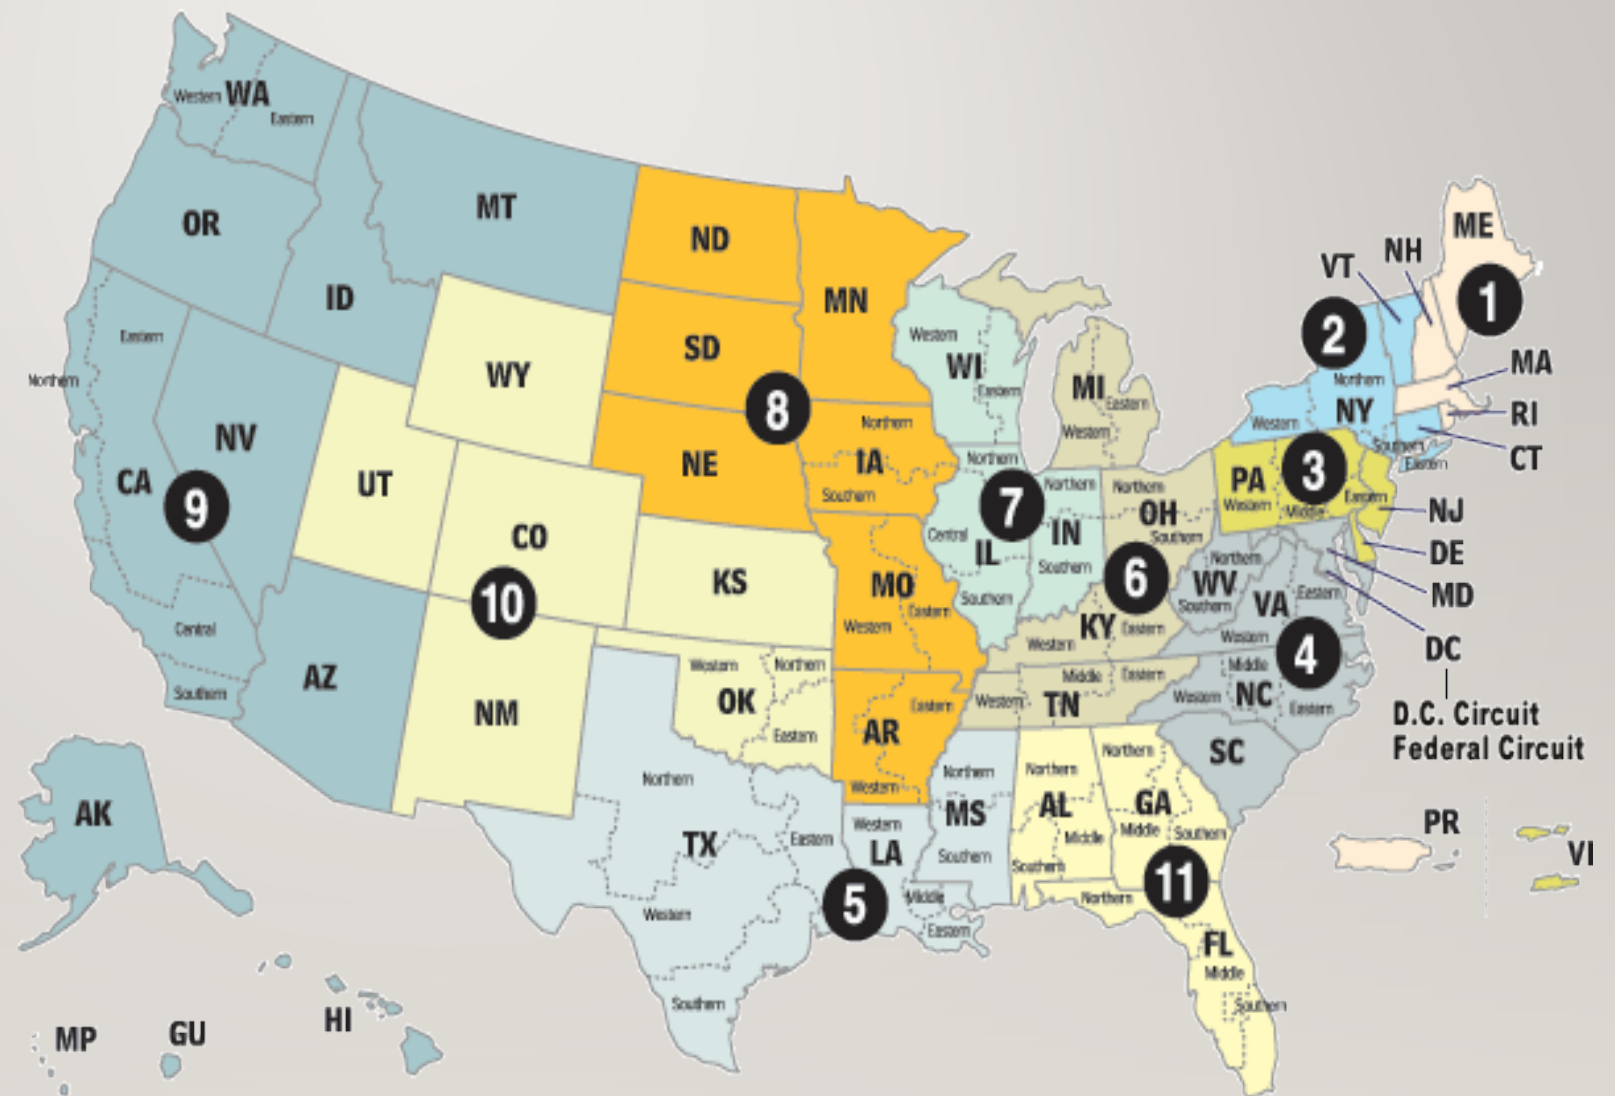 WA
Western
Eastern
OR
ID
MT
ND
MN
SD
WY
NE
8
IA
Northern
Southern
WI
Western
Eastern
MI
Eastern
Western
ME
NH
VT
1
2
MA
RI
CT
NY
Northern
Western
Southern
Eastern
3
PA
Western
Middle
Eastern
NJ
DE
MD
DC
D.C. Circuit
Federal Circuit
Northern
Eastern
CA
NV
9
Central
Southern
UT
CO
10
KS
AZ
NM
MO
Eastern
Western
7
IL
Northern
Central
Southern
IN
Northern
Southern
OH
Northern
Southern
6
KY
Western
Eastern
TN
Western
Middle
Eastern
WV
Northern
Southern
VA
Eastern
Western
4
NC
Western
Middle
Eastern
SC
OK
Western
Northern
Eastern
AR
Eastern
Western
TX
Northern
Eastern
Western
Southern
LA
Western
Middle
Eastern
5
MS
Northern
Southern
AL
Northern
Middle
Southern
GA
Northern
Middle
Southern
11
FL
Northern
Middle
Southern
PR
VI
AK
HI
GU
MP